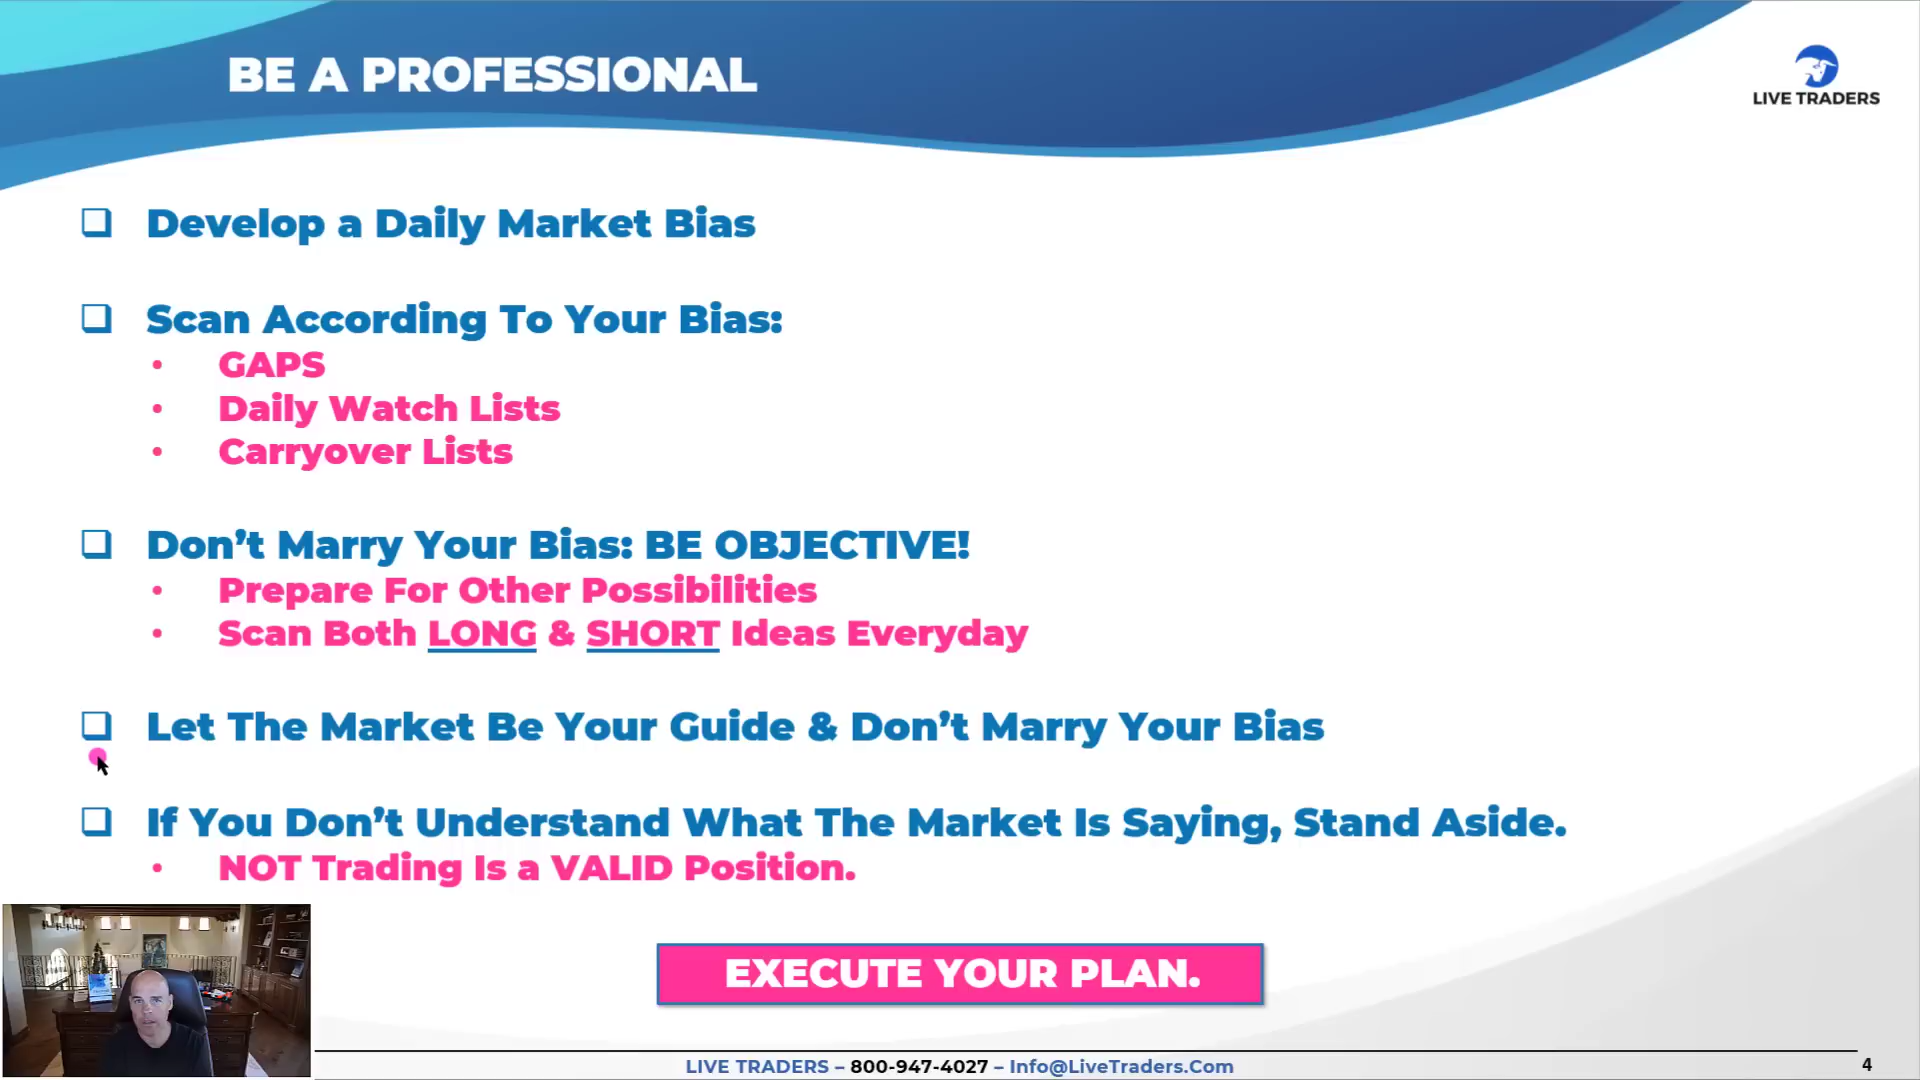 BE A PROFESSIONAL
LIVE TRADERS
❑ Develop a Daily Market Bias
❑ Scan According To Your Bias:
• GAPS
• Daily Watch Lists
• Carryover Lists
❑ Don’t Marry Your Bias: BE OBJECTIVE!
• Prepare For Other Possibilities
• Scan Both LONG & SHORT Ideas Everyday
❑ Let The Market Be Your Guide & Don’t Marry Your Bias
❑ If You Don’t Understand What The Market Is Saying, Stand Aside.
• NOT Trading Is a VALID Position.
EXECUTE YOUR PLAN.
LIVE TRADERS – 800-947-4027 – Info@LiveTraders.Com
4